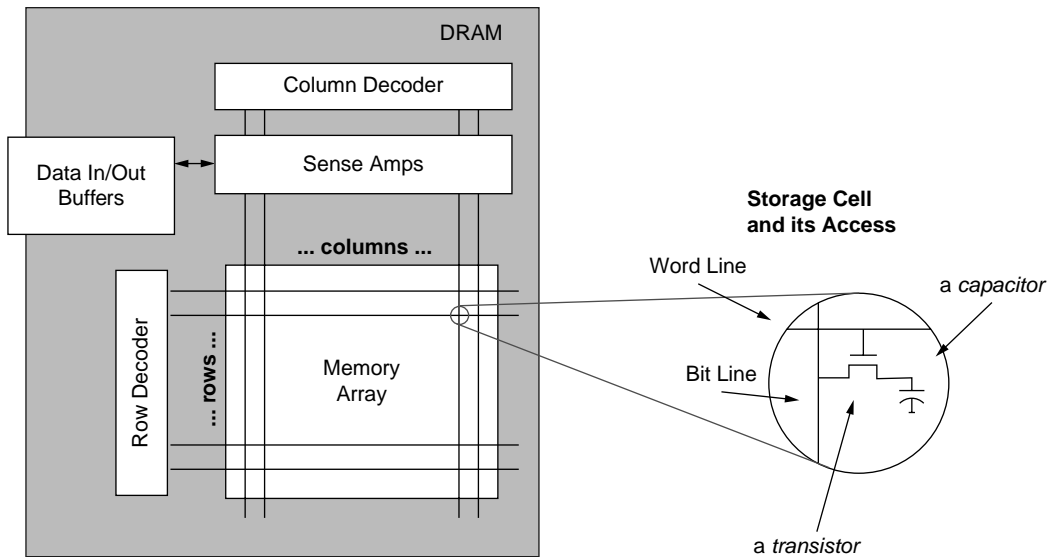 DRAM
Column Decoder
Data In/Out
Buffers
Sense Amps
... columns ...
Row Decoder
... rows ...
Memory
Array
Storage Cell
and its Access
Word Line
a capacitor
Bit Line
a transistor